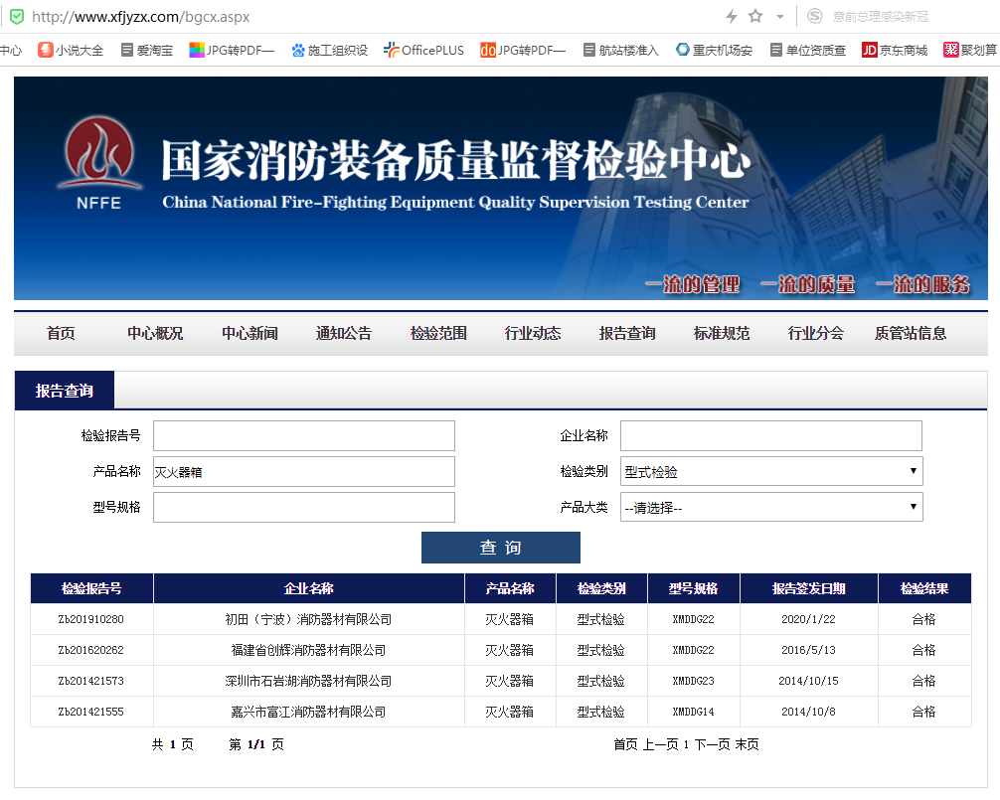 http://www.xfjyzx.com/bgcx.aspx 意前总理感染新冠
中心 小说大全 爱淘宝 JPG转PDF— 施工组织设 OfficePLUS JPG转PDF— 航站楼准入 重庆机场安 单位资质查 京东商城 聚划算
国家消防装备质量监督检验中心
NFFE
China National Fire-Fighting Equipment Quality Supervision Testing Center
一流的管理 一流的质量 一流的服务
首页 中心概况 中心新闻 通知公告 检验范围 行业动态 报告查询 标准规范 行业分会 质管站信息
报告查询
检验报告号 企业名称
产品名称 灭火器箱 检验类别 型式检验
型号规格 产品大类 --请选择--
查 询
检验报告号 企业名称 产品名称 检验类别 型号规格 报告签发日期 检验结果
Zb201910280 初田（宁波）消防器材有限公司 灭火器箱 型式检验 XMDDG22 2020/1/22 合格
Zb201620262 福建省创辉消防器材有限公司 灭火器箱 型式检验 XMDDG22 2016/5/13 合格
Zb201421573 深圳市石岩湖消防器材有限公司 灭火器箱 型式检验 XMDDG23 2014/10/15 合格
Zb201421555 嘉兴市富江消防器材有限公司 灭火器箱 型式检验 XMDDG14 2014/10/8 合格
共 1 页 第 1/1 页 首页 上一页 1 下一页 末页